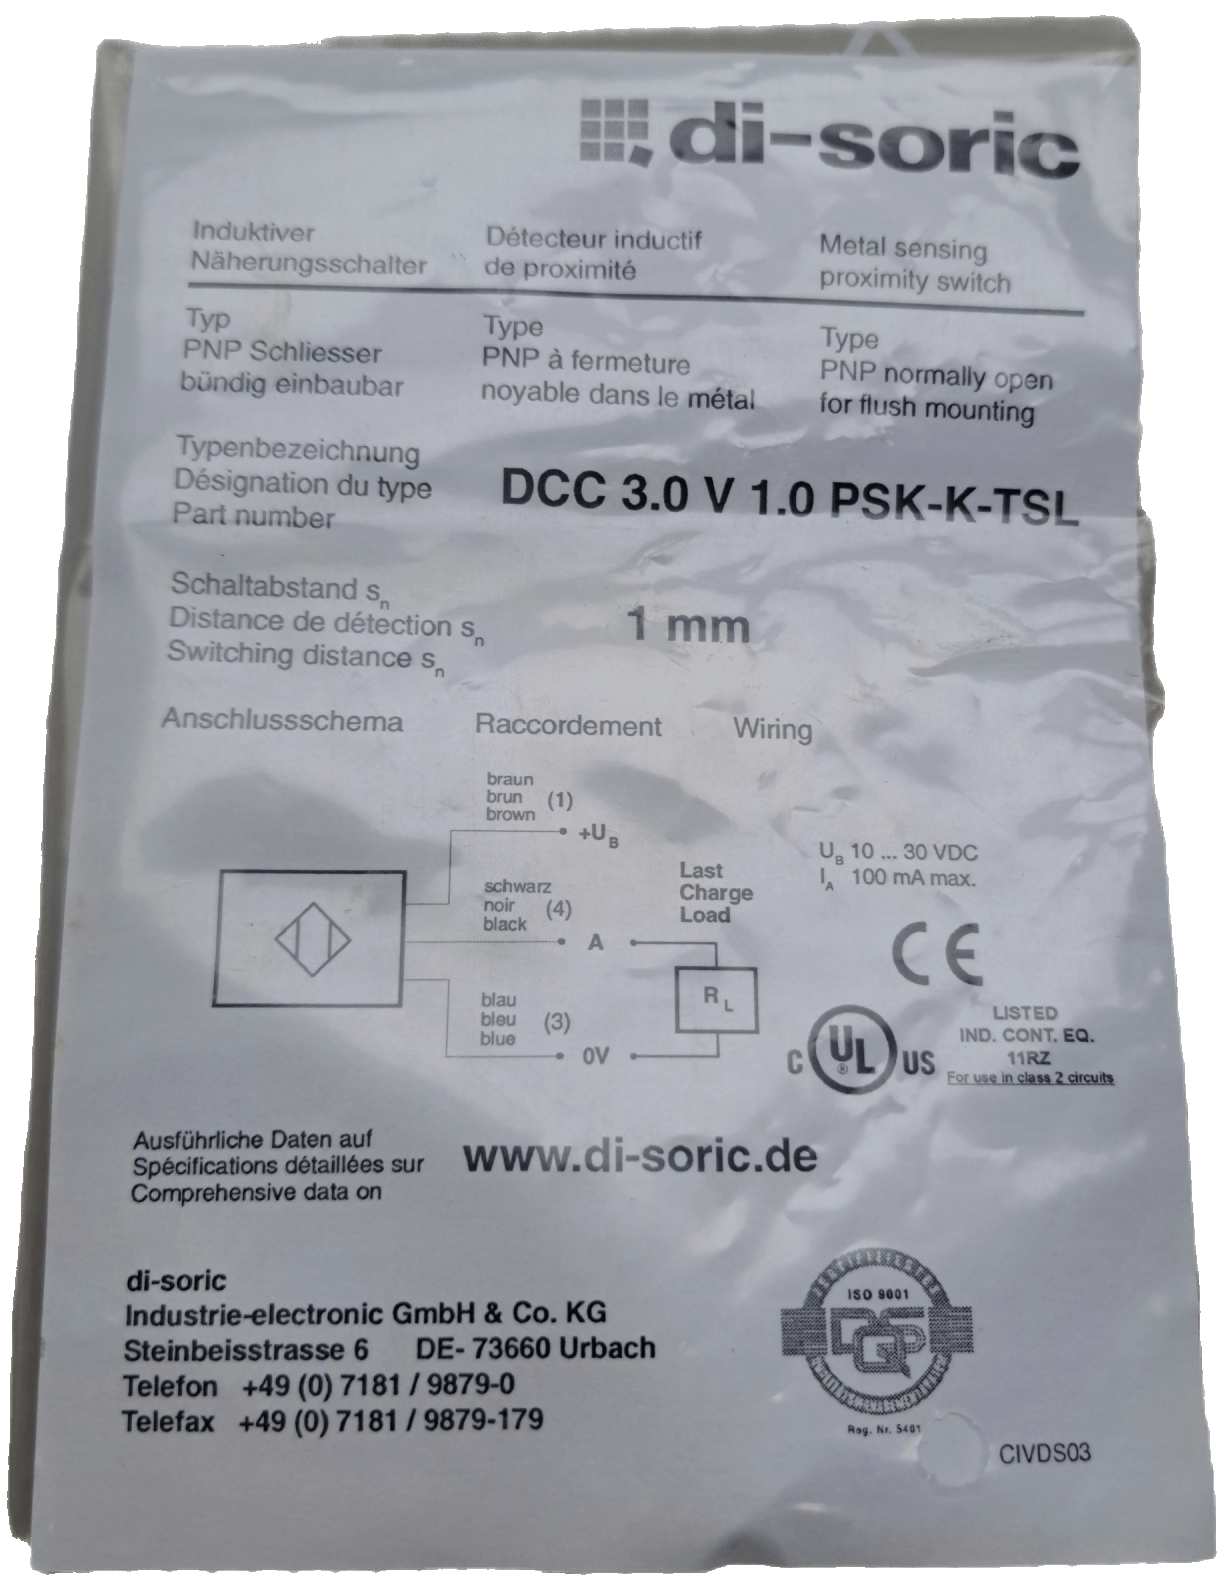 di-soric
Induktiver
Näherungsschalter
Détecteur inductif
de proximité
Metal sensing
proximity switch
Typ
PNP Schliesser
bündig einbaubar
Type
PNP à fermeture
noyable dans le métal
Type
PNP normally open
for flush mounting
Typenbezeichnung
Désignation du type
Part number
DCC 3.0 V 1.0 PSK-K-TSL
Schaltabstand sn
Distance de détection sn
Switching distance sn
1 mm
Anschlussschema
Raccordement
Wiring
braun
brun (1)
brown
+UB
schwarz
noir (4)
black
A
blau
bleu (3)
blue
0V
Last
Charge
Load
RL
UB 10 ... 30 VDC
IA 100 mA max.
CE
C UL ® US
LISTED
IND. CONT. EQ.
11RZ
For use in class 2 circuits
Ausführliche Daten auf
Spécifications détaillées sur
Comprehensive data on
www.di-soric.de
di-soric
Industrie-electronic GmbH & Co. KG
Steinbeisstrasse 6 DE- 73660 Urbach
Telefon +49 (0) 7181 / 9879-0
Telefax +49 (0) 7181 / 9879-179
ISO 9001
DQS
Reg. Nr. 5401
CIVDS03